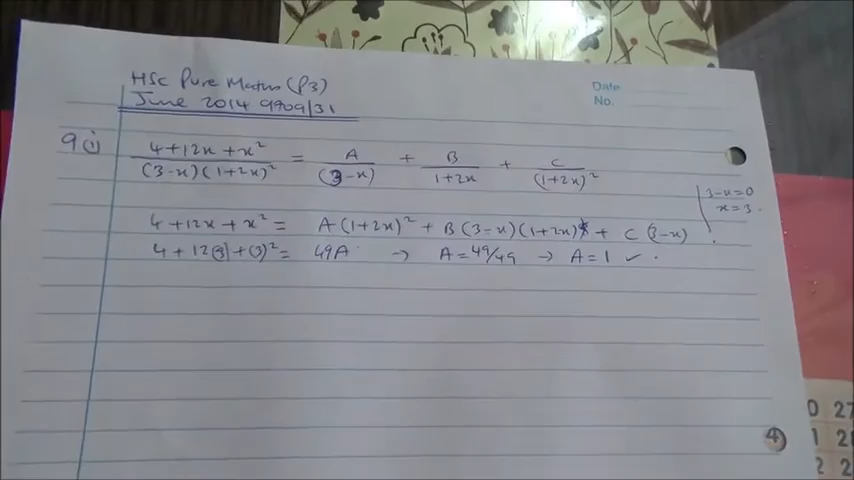 HSC Pure Maths (P3)
June 2014 9709/31
Date
No.
9(i) (4+12x+x²)/((3-x)(1+2x)²) = A/(3-x) + B/(1+2x) + C/(1+2x)²
3-x=0
x=3.
4+12x+x² = A(1+2x)² + B(3-x)(1+2x) + C(3-x)
4+12(3)+(3)² = 49A → A=49/49 → A=1 ✓.
4
0 27
1 2
2 2